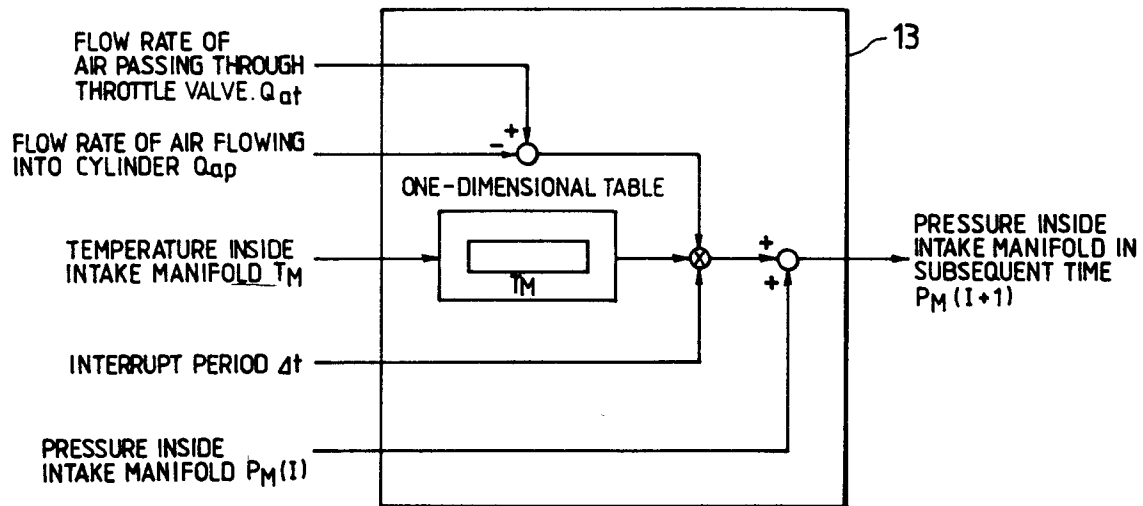 FLOW RATE OF
AIR PASSING THROUGH
THROTTLE VALVE. Qat
13
+
-
FLOW RATE OF AIR FLOWING
INTO CYLINDER Qap
ONE-DIMENSIONAL TABLE
TEMPERATURE INSIDE
INTAKE MANIFOLD TM
TM
×
+
+
PRESSURE INSIDE
INTAKE MANIFOLD IN
SUBSEQUENT TIME
PM(I+1)
INTERRUPT PERIOD Δt
PRESSURE INSIDE
INTAKE MANIFOLD PM(I)